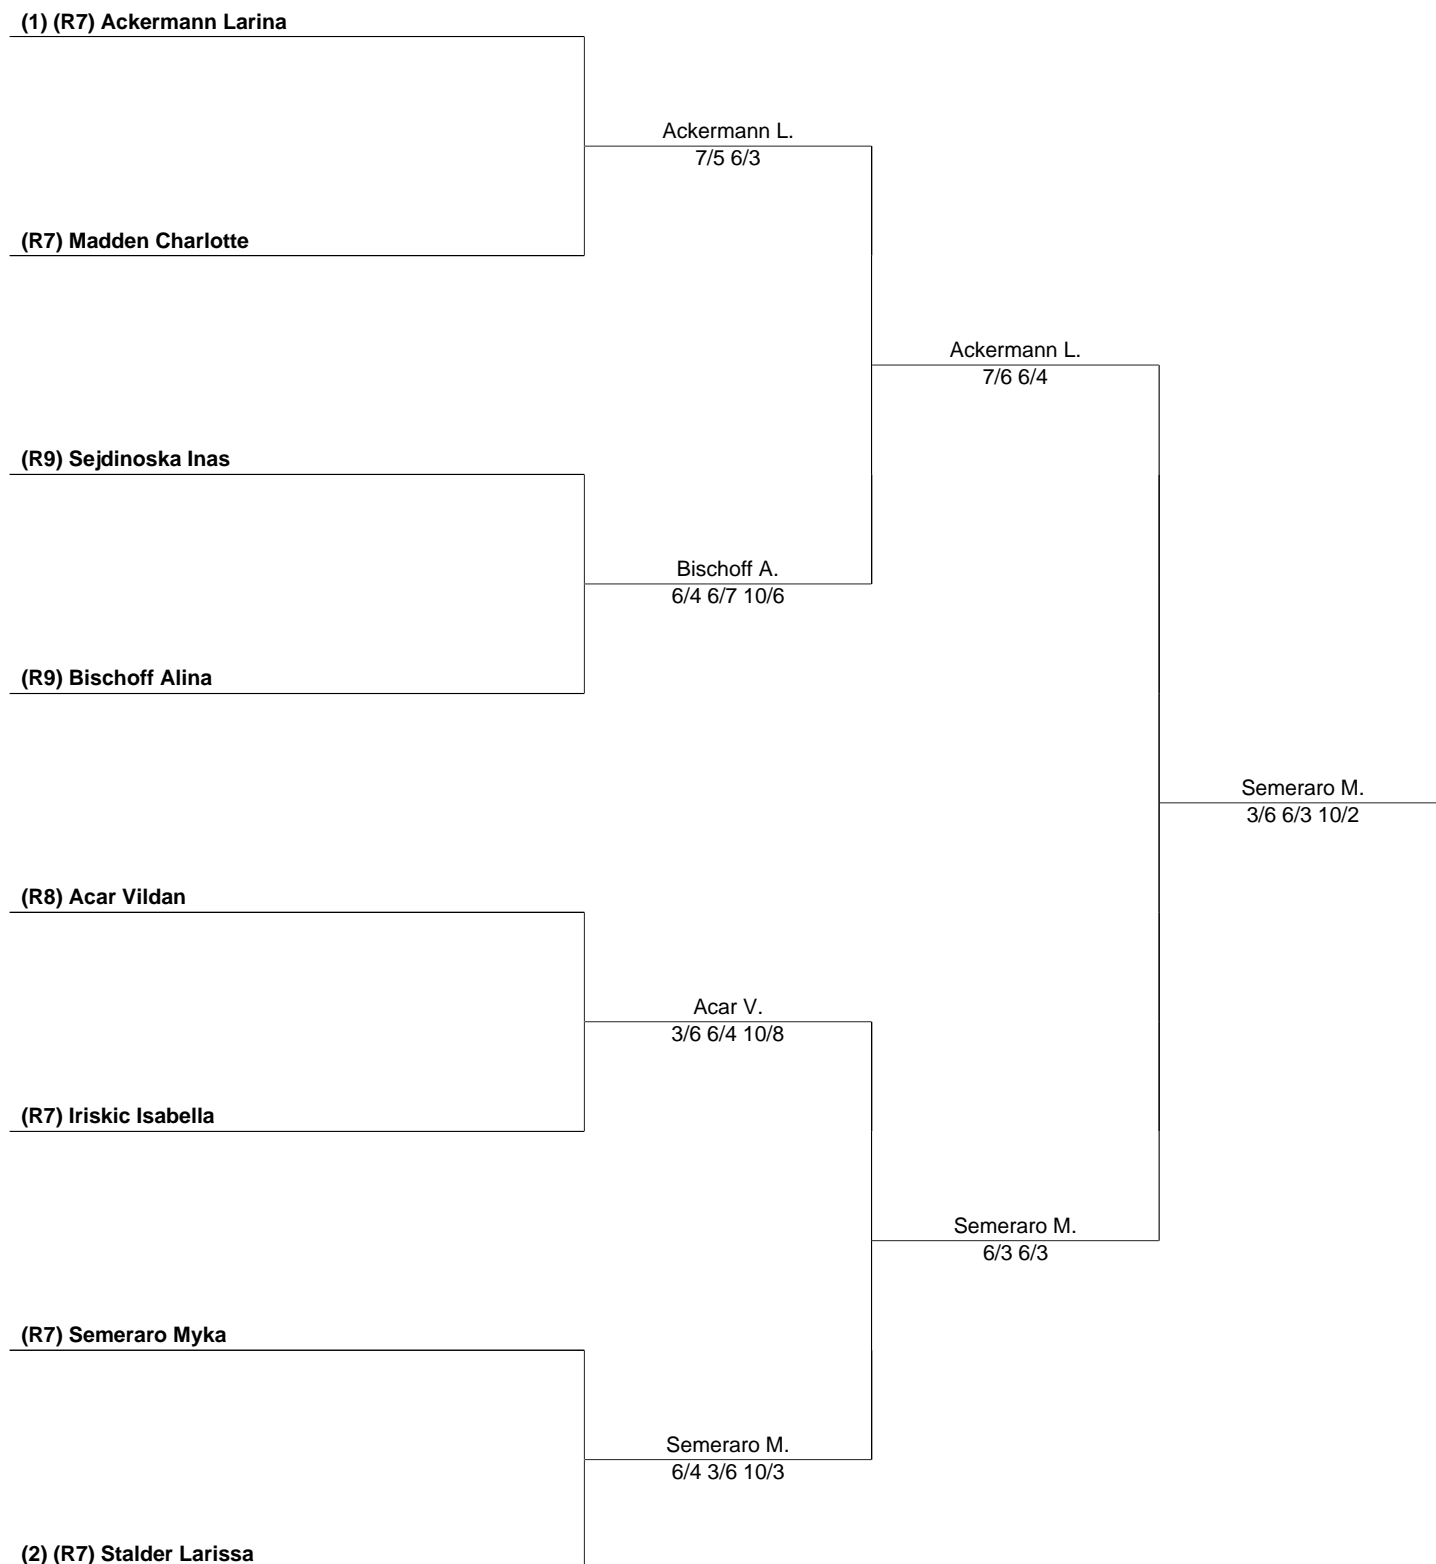 (1) (R7) Ackermann Larina
Ackermann L.
7/5 6/3
(R7) Madden Charlotte
Ackermann L.
7/6 6/4
(R9) Sejdinoska Inas
Bischoff A.
6/4 6/7 10/6
(R9) Bischoff Alina
Semeraro M.
3/6 6/3 10/2
(R8) Acar Vildan
Acar V.
3/6 6/4 10/8
(R7) Iriskic Isabella
Semeraro M.
6/3 6/3
(R7) Semeraro Myka
Semeraro M.
6/4 3/6 10/3
(2) (R7) Stalder Larissa